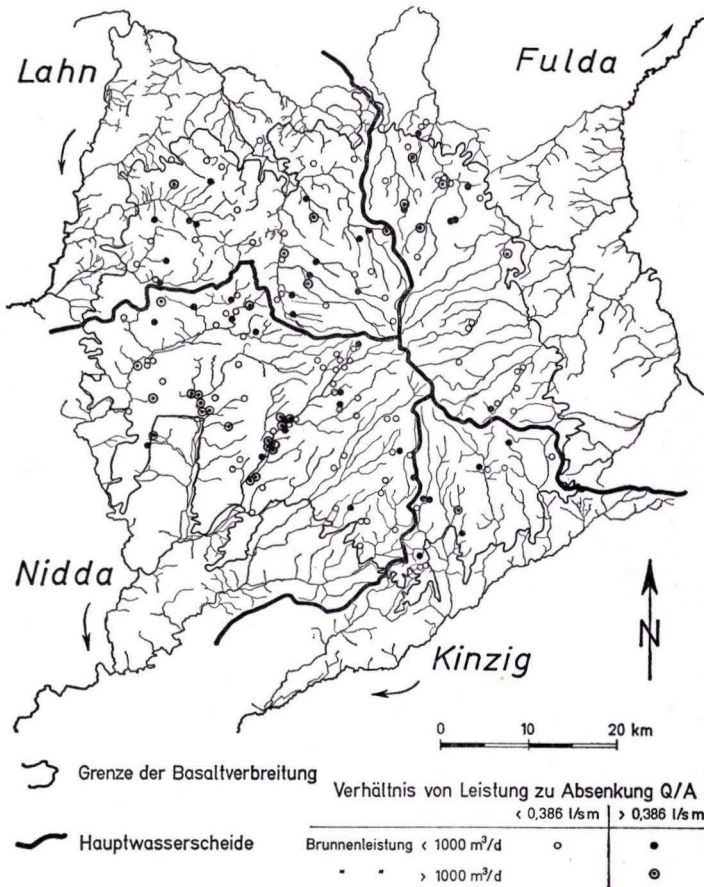 Lahn
Fulda
Nidda
Kinzig
N
0 10 20 km
Grenze der Basaltverbreitung
Hauptwasserscheide
Verhältnis von Leistung zu Absenkung Q/A
< 0,386 l/sm > 0,386 l/sm
Brunnenleistung < 1000 m³/d
" " > 1000 m³/d